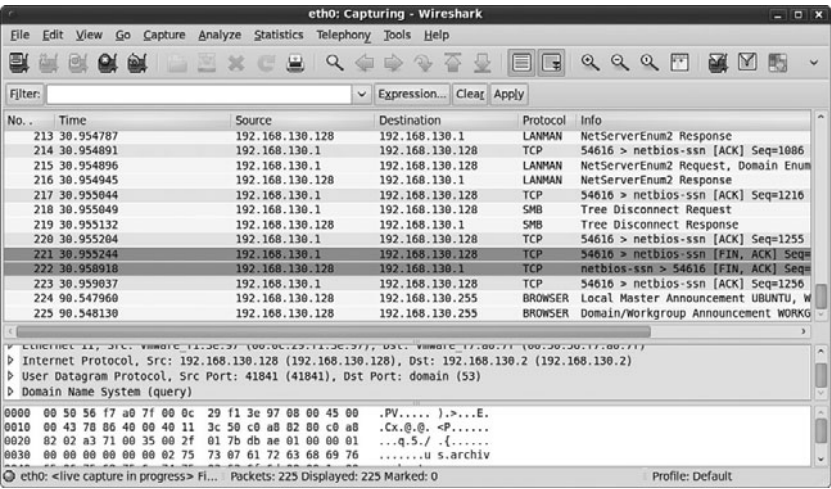 eth0: Capturing - Wireshark
File Edit View Go Capture Analyze Statistics Telephony Tools Help
Filter: Expression... Clear Apply
No. . Time Source Destination Protocol Info
213 30.954787 192.168.130.128 192.168.130.1 LANMAN NetServerEnum2 Response
214 30.954891 192.168.130.1 192.168.130.128 TCP 54616 > netbios-ssn [ACK] Seq=1086
215 30.954896 192.168.130.1 192.168.130.128 LANMAN NetServerEnum2 Request, Domain Enum
216 30.954945 192.168.130.128 192.168.130.1 LANMAN NetServerEnum2 Response
217 30.955044 192.168.130.1 192.168.130.128 TCP 54616 > netbios-ssn [ACK] Seq=1216
218 30.955049 192.168.130.1 192.168.130.128 SMB Tree Disconnect Request
219 30.955132 192.168.130.128 192.168.130.1 SMB Tree Disconnect Response
220 30.955204 192.168.130.1 192.168.130.128 TCP 54616 > netbios-ssn [ACK] Seq=1255
221 30.955244 192.168.130.1 192.168.130.128 TCP 54616 > netbios-ssn [FIN, ACK] Seq=
222 30.958918 192.168.130.128 192.168.130.1 TCP netbios-ssn > 54616 [FIN, ACK] Seq=
223 30.959037 192.168.130.1 192.168.130.128 TCP 54616 > netbios-ssn [ACK] Seq=1256
224 90.547960 192.168.130.128 192.168.130.255 BROWSER Local Master Announcement UBUNTU, W
225 90.548130 192.168.130.128 192.168.130.255 BROWSER Domain/Workgroup Announcement WORKG
Internet Protocol, Src: 192.168.130.128 (192.168.130.128), Dst: 192.168.130.2 (192.168.130.2)
User Datagram Protocol, Src Port: 41841 (41841), Dst Port: domain (53)
Domain Name System (query)
0000 00 50 56 f7 a0 7f 00 0c 29 f1 3e 97 08 00 45 00 .PV..... ).>...E.
0010 00 43 78 86 40 00 40 11 3c 50 c0 a8 82 80 c0 a8 .Cx.@.@. <P......
0020 82 02 a3 71 00 35 00 2f 01 7b db ae 01 00 00 01 ...q.5./ .{......
0030 00 00 00 00 00 00 02 75 73 07 61 72 63 68 69 76 .......u s.archiv
eth0: <live capture in progress> Fi... Packets: 225 Displayed: 225 Marked: 0 Profile: Default